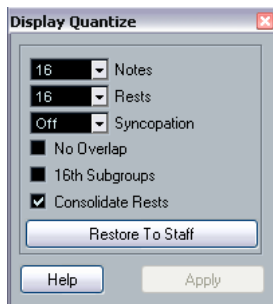 Display Quantize
16 Notes
16 Rests
Off Syncopation
No Overlap
16th Subgroups
Consolidate Rests
Restore To Staff
Help Apply